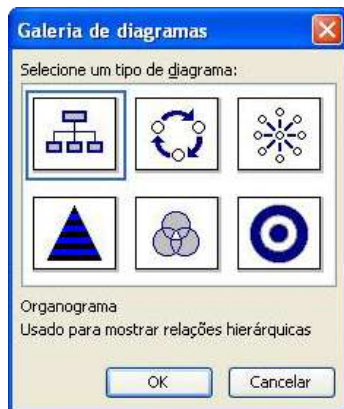 Galeria de diagramas
Selecione um tipo de diagrama:
Organograma
Usado para mostrar relações hierárquicas
OK
Cancelar